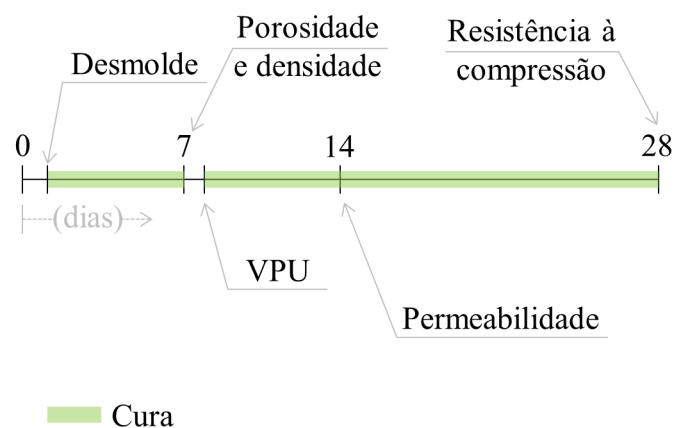 Porosidade
e densidade
Resistência à
compressão
Desmolde
0
7
14
28
(dias)
VPU
Permeabilidade
Cura